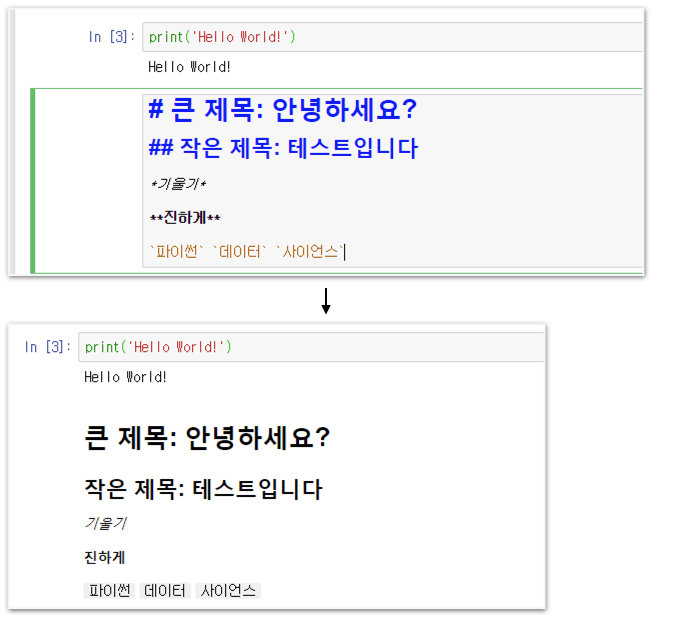 In [3]: print('Hello World!')
Hello World!
# 큰 제목: 안녕하세요?
## 작은 제목: 테스트입니다
*기울기*
**진하게**
`파이썬` `데이터` `사이언스`
In [3]: print('Hello World!')
Hello World!
큰 제목: 안녕하세요?
작은 제목: 테스트입니다
기울기
진하게
파이썬 데이터 사이언스